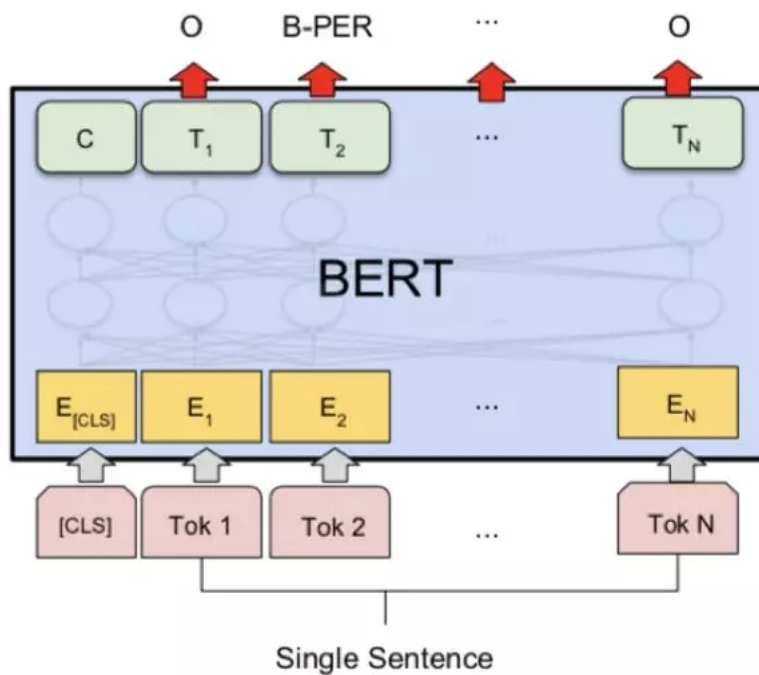 O B-PER ... O
C T1 T2 ... TN
BERT
E[CLS] E1 E2 ... EN
[CLS] Tok 1 Tok 2 ... Tok N
Single Sentence